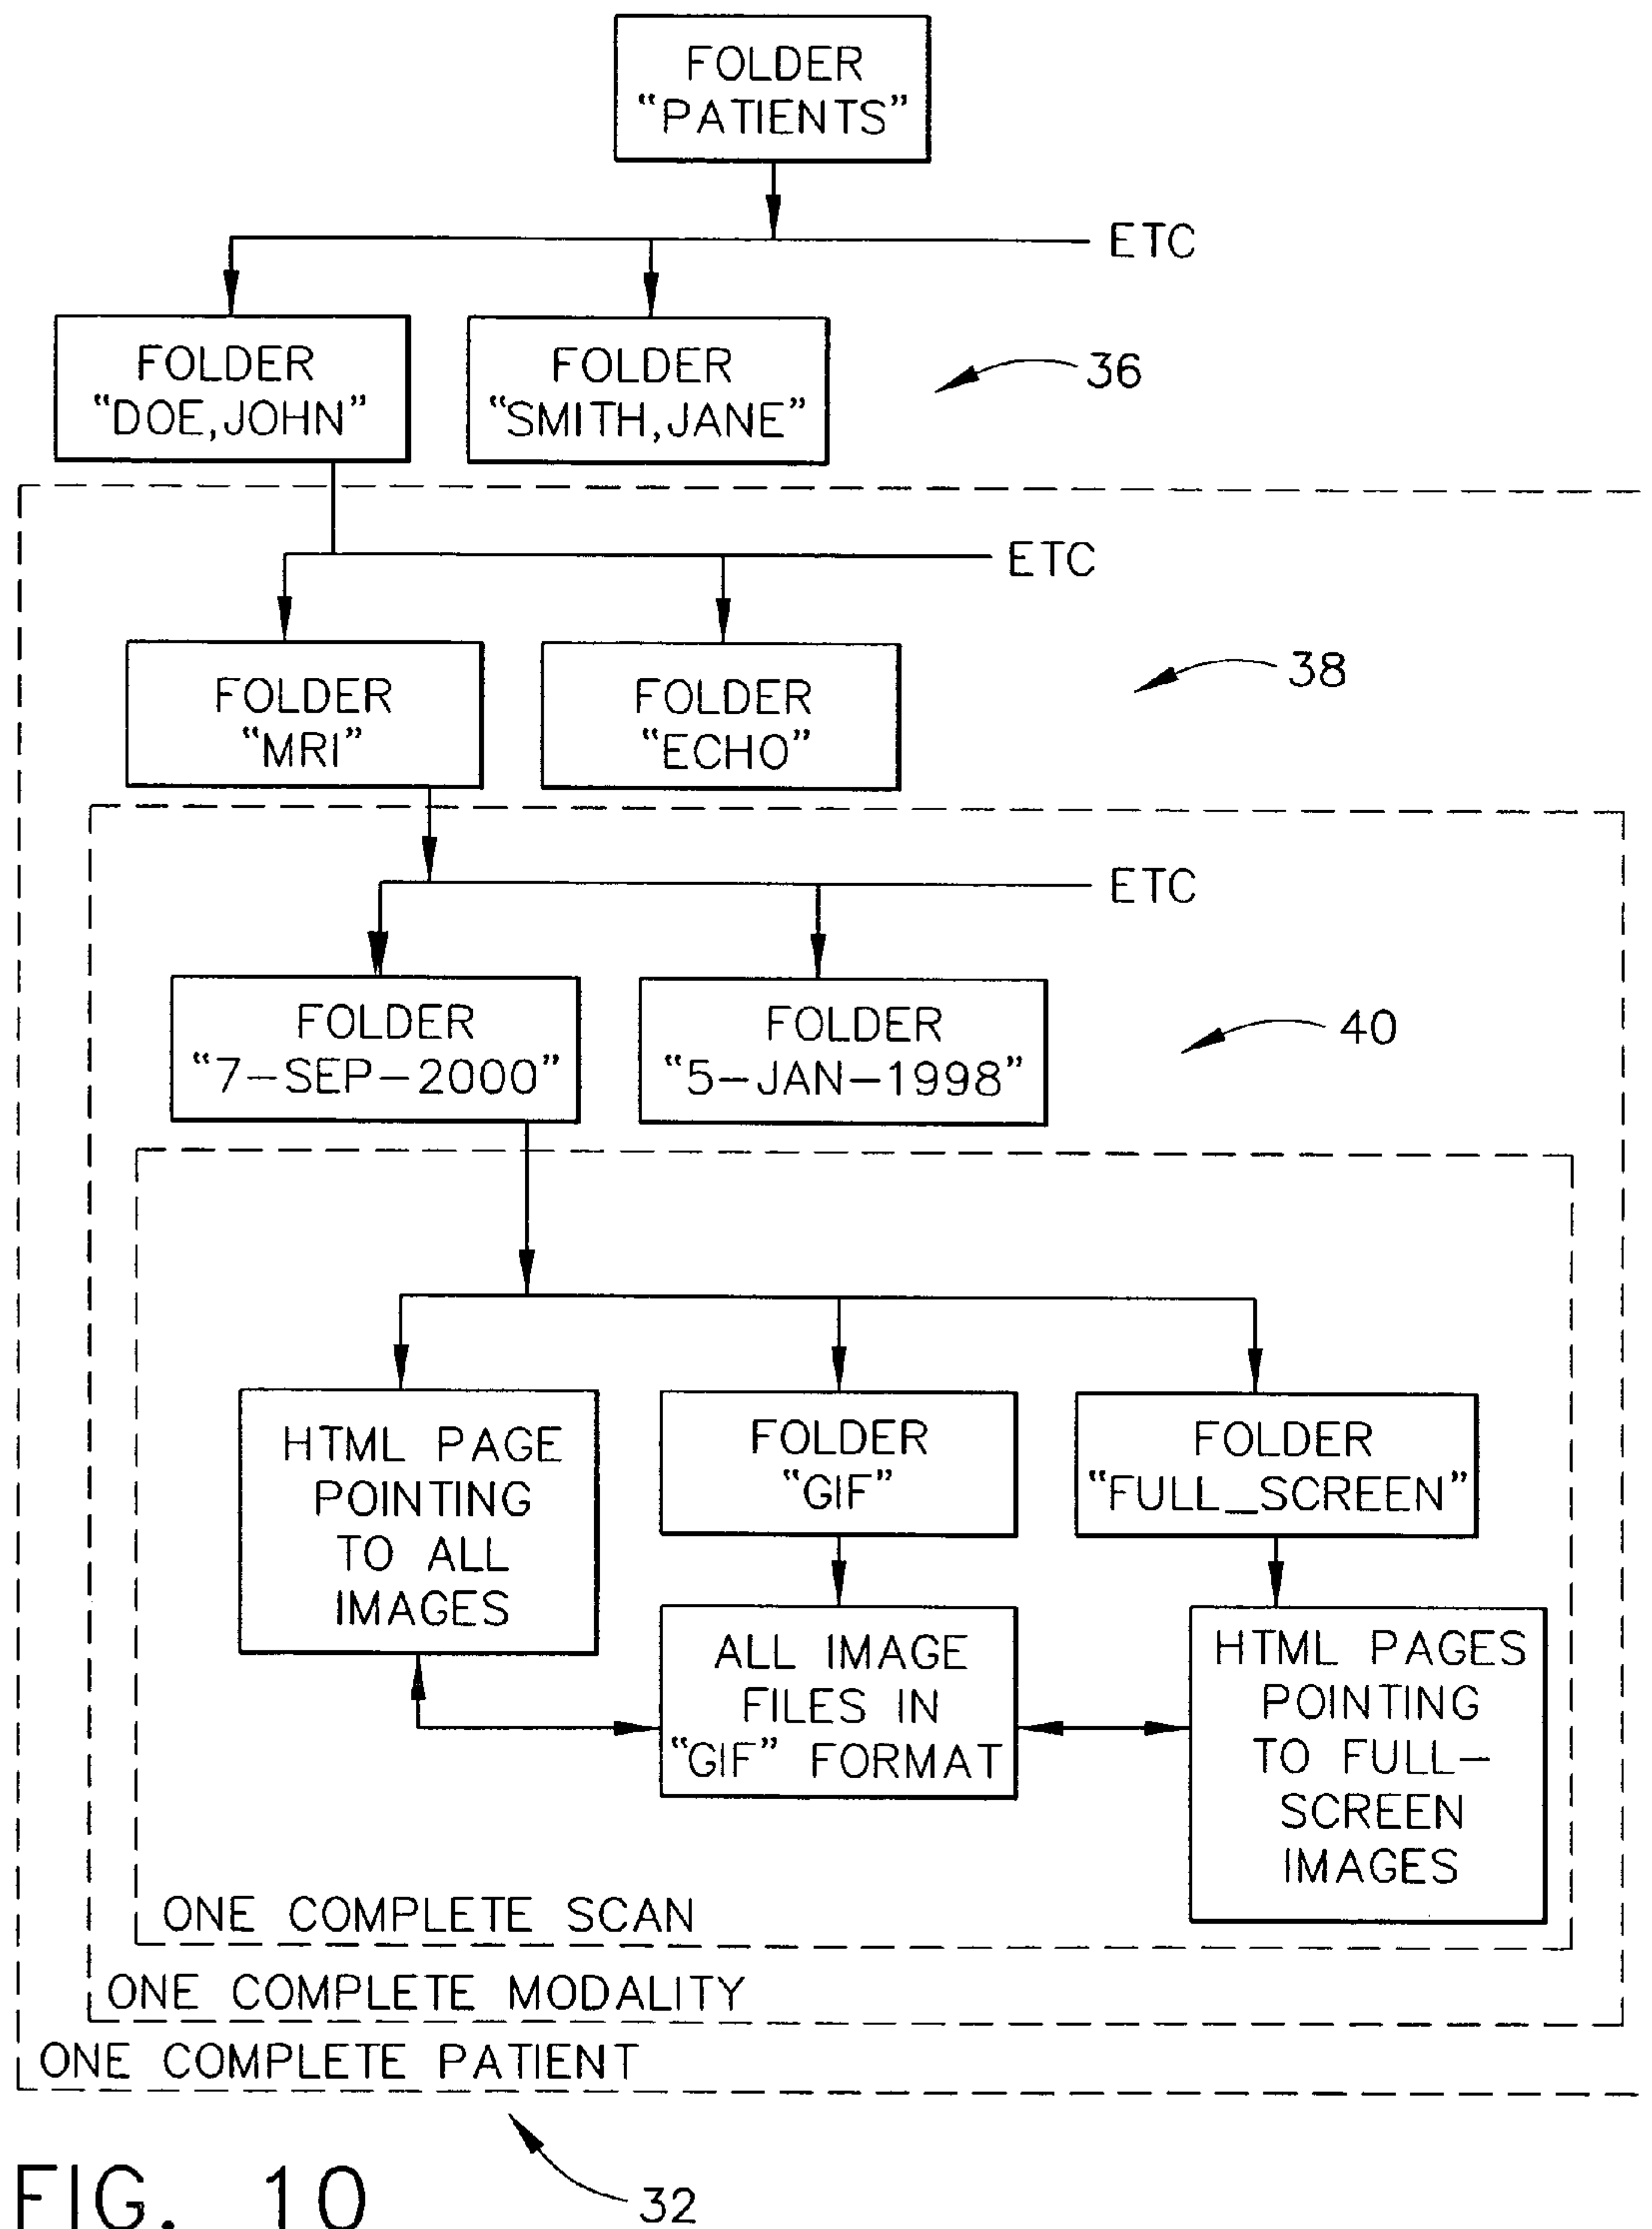 FOLDER
“PATIENTS”
ETC
FOLDER
“DOE,JOHN”
FOLDER
“SMITH,JANE”
36
ETC
FOLDER
“MRI”
FOLDER
“ECHO”
38
ETC
FOLDER
“7-SEP-2000”
FOLDER
“5-JAN-1998”
40
HTML PAGE
POINTING
TO ALL
IMAGES
FOLDER
“GIF”
FOLDER
“FULL_SCREEN”
ALL IMAGE
FILES IN
“GIF” FORMAT
HTML PAGES
POINTING
TO FULL-
SCREEN
IMAGES
ONE COMPLETE SCAN
ONE COMPLETE MODALITY
ONE COMPLETE PATIENT
32
FIG. 10